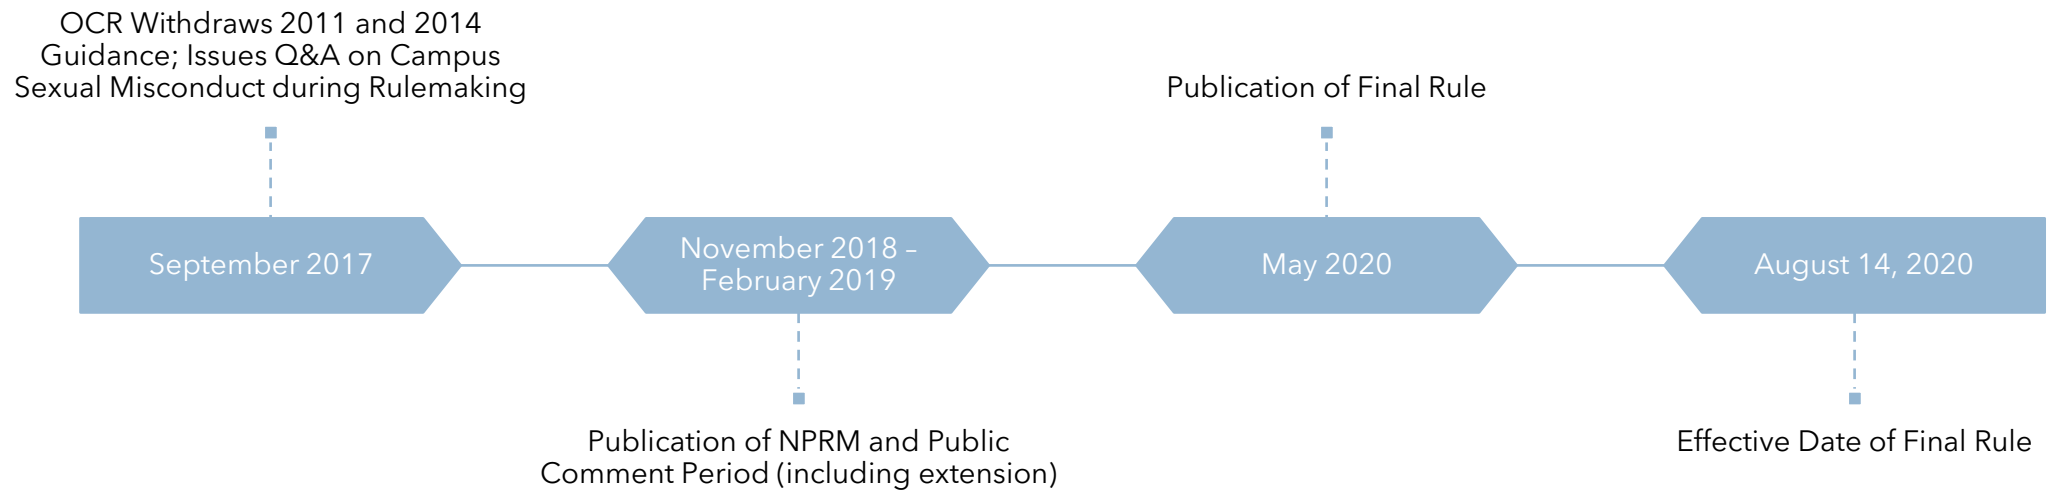 OCR Withdraws 2011 and 2014
Guidance; Issues Q&A on Campus
Sexual Misconduct during Rulemaking
Publication of Final Rule
September 2017
November 2018 –
February 2019
May 2020
August 14, 2020
Publication of NPRM and Public
Comment Period (including extension)
Effective Date of Final Rule